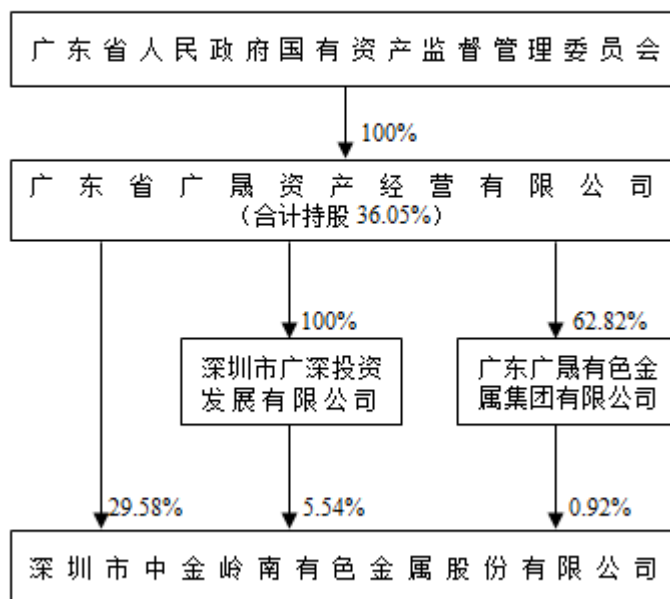 广东省人民政府国有资产监督管理委员会
100%
广东省广晟资产经营有限公司
（合计持股 36.05%）
100%
62.82%
深圳市广深投资
发展有限公司
广东广晟有色金
属集团有限公司
29.58%
5.54%
0.92%
深圳市中金岭南有色金属股份有限公司